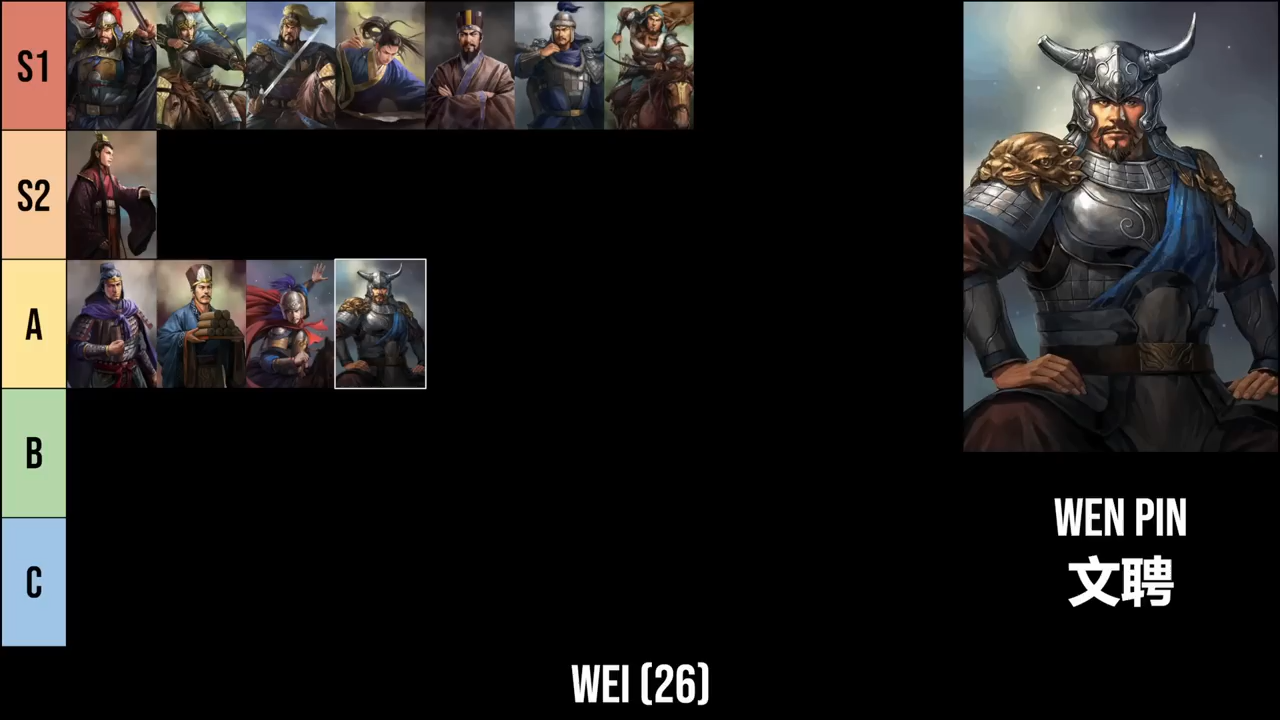 S1
S2
A
B
C
WEN PIN
文聘
WEI (26)